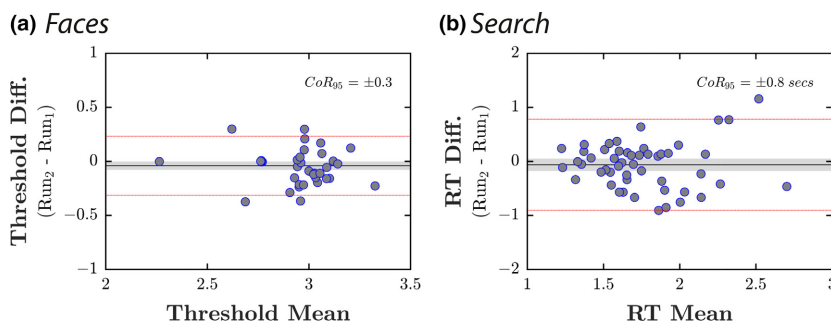 (a) Faces
1
0.5
0
−0.5
−1
2
2.5
3
3.5
Threshold Diff.
(Run2 - Run1)
CoR95 = ±0.3
Threshold Mean
(b) Search
2
1
0
−1
−2
1
1.5
2
2.5
3
RT Diff.
(Run2 - Run1)
CoR95 = ±0.8 secs
RT Mean